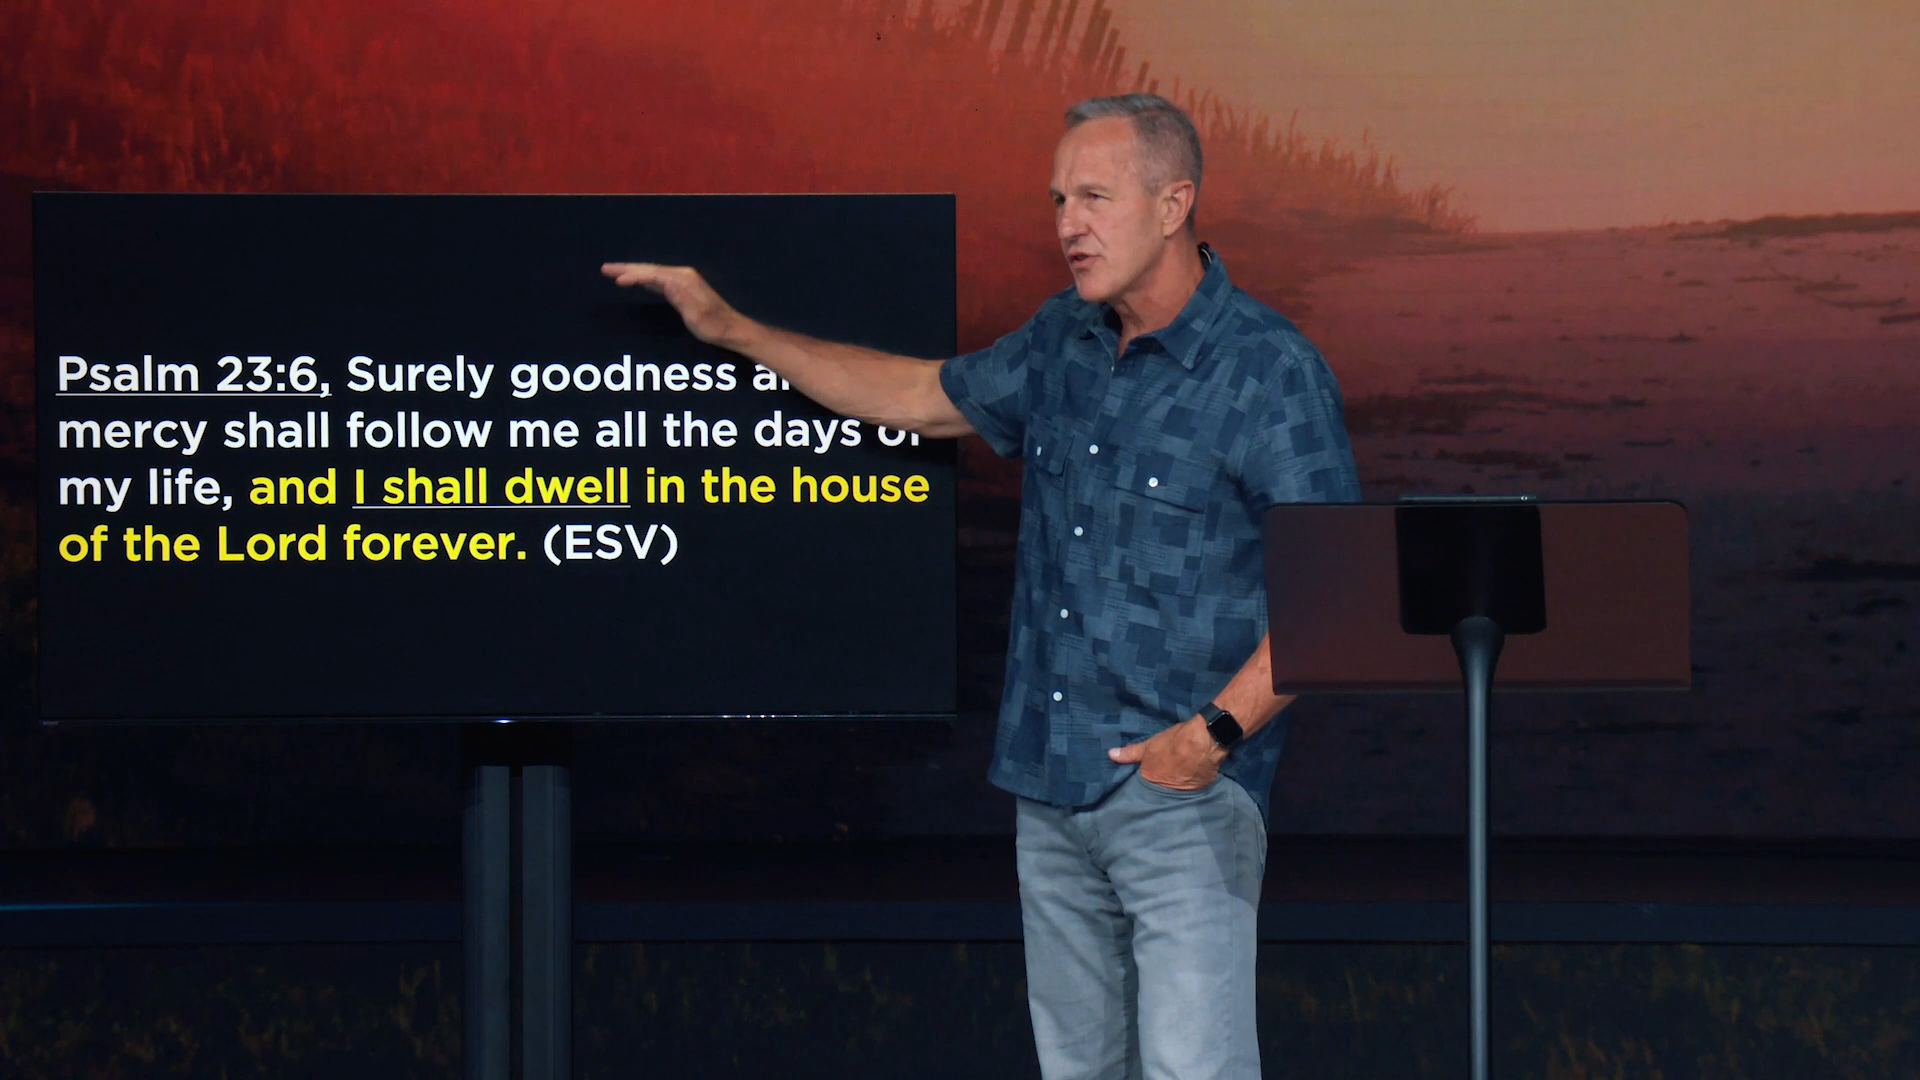 Psalm 23:6, Surely goodness
mercy shall follow me all the days
my life, and I shall dwell in the house
of the Lord forever. (ESV)